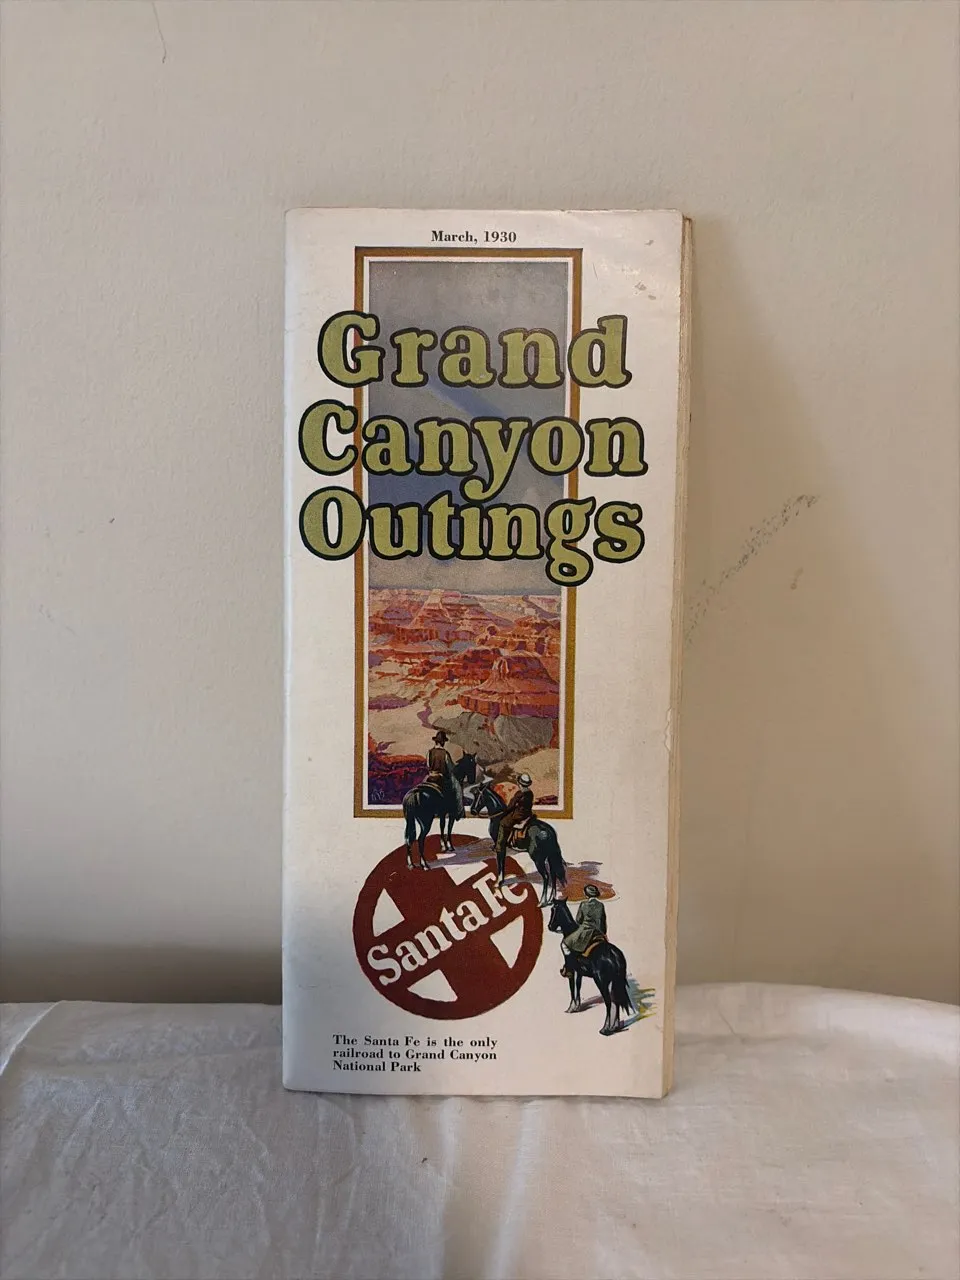 March, 1930
Grand
Canyon
Outings
Santa Fe
The Santa Fe is the only
railroad to Grand Canyon
National Park